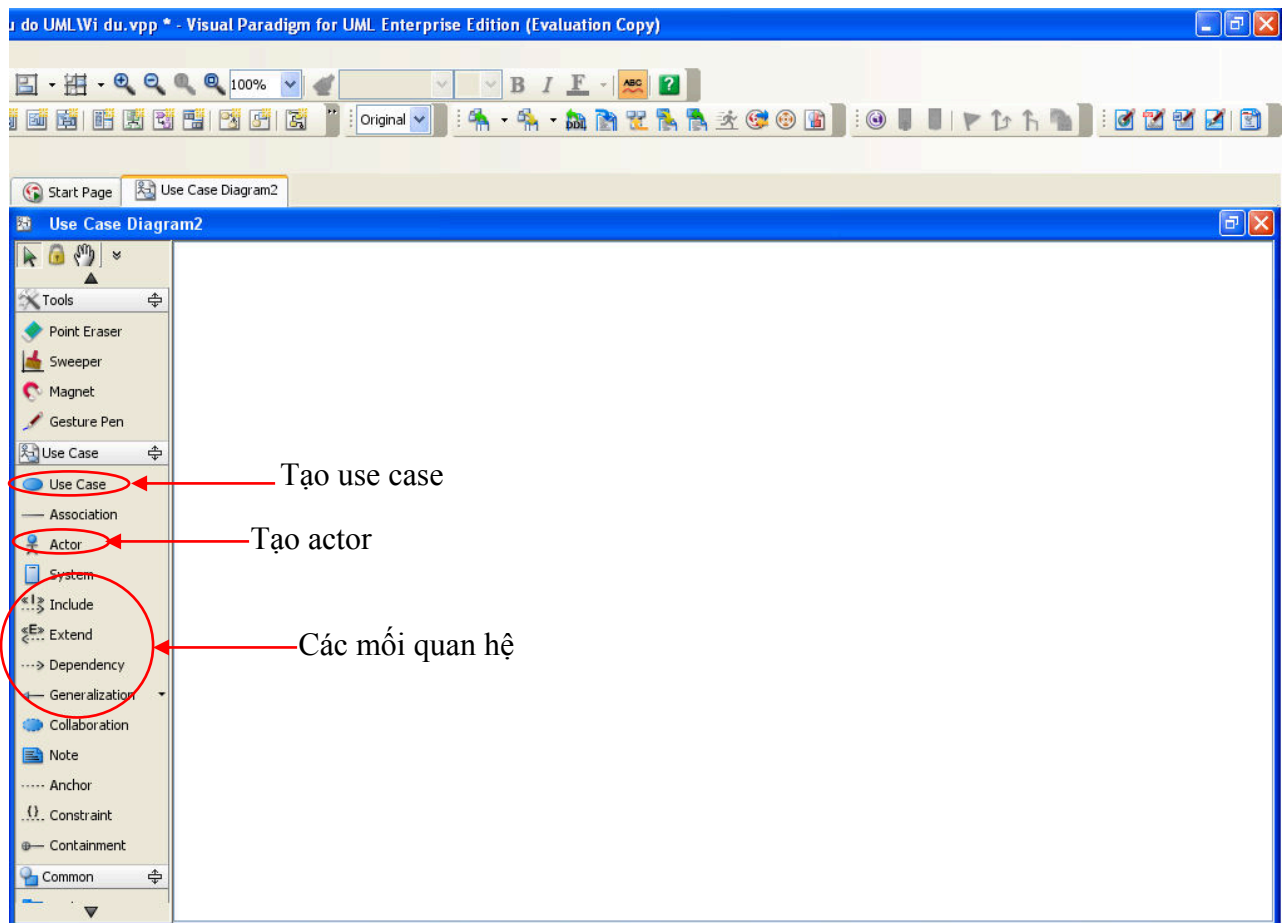 u do UML\Vi du.vpp * - Visual Paradigm for UML Enterprise Edition (Evaluation Copy)
100% B I F ABC ?
Original DDL
Start Page Use Case Diagram2
Use Case Diagram2
Tools
Point Eraser
Sweeper
Magnet
Gesture Pen
Use Case
Use Case
Tạo use case
Association
Actor
Tạo actor
System
Include
Extend
Các mối quan hệ
Dependency
Generalization
Collaboration
Note
Anchor
Constraint
Containment
Common